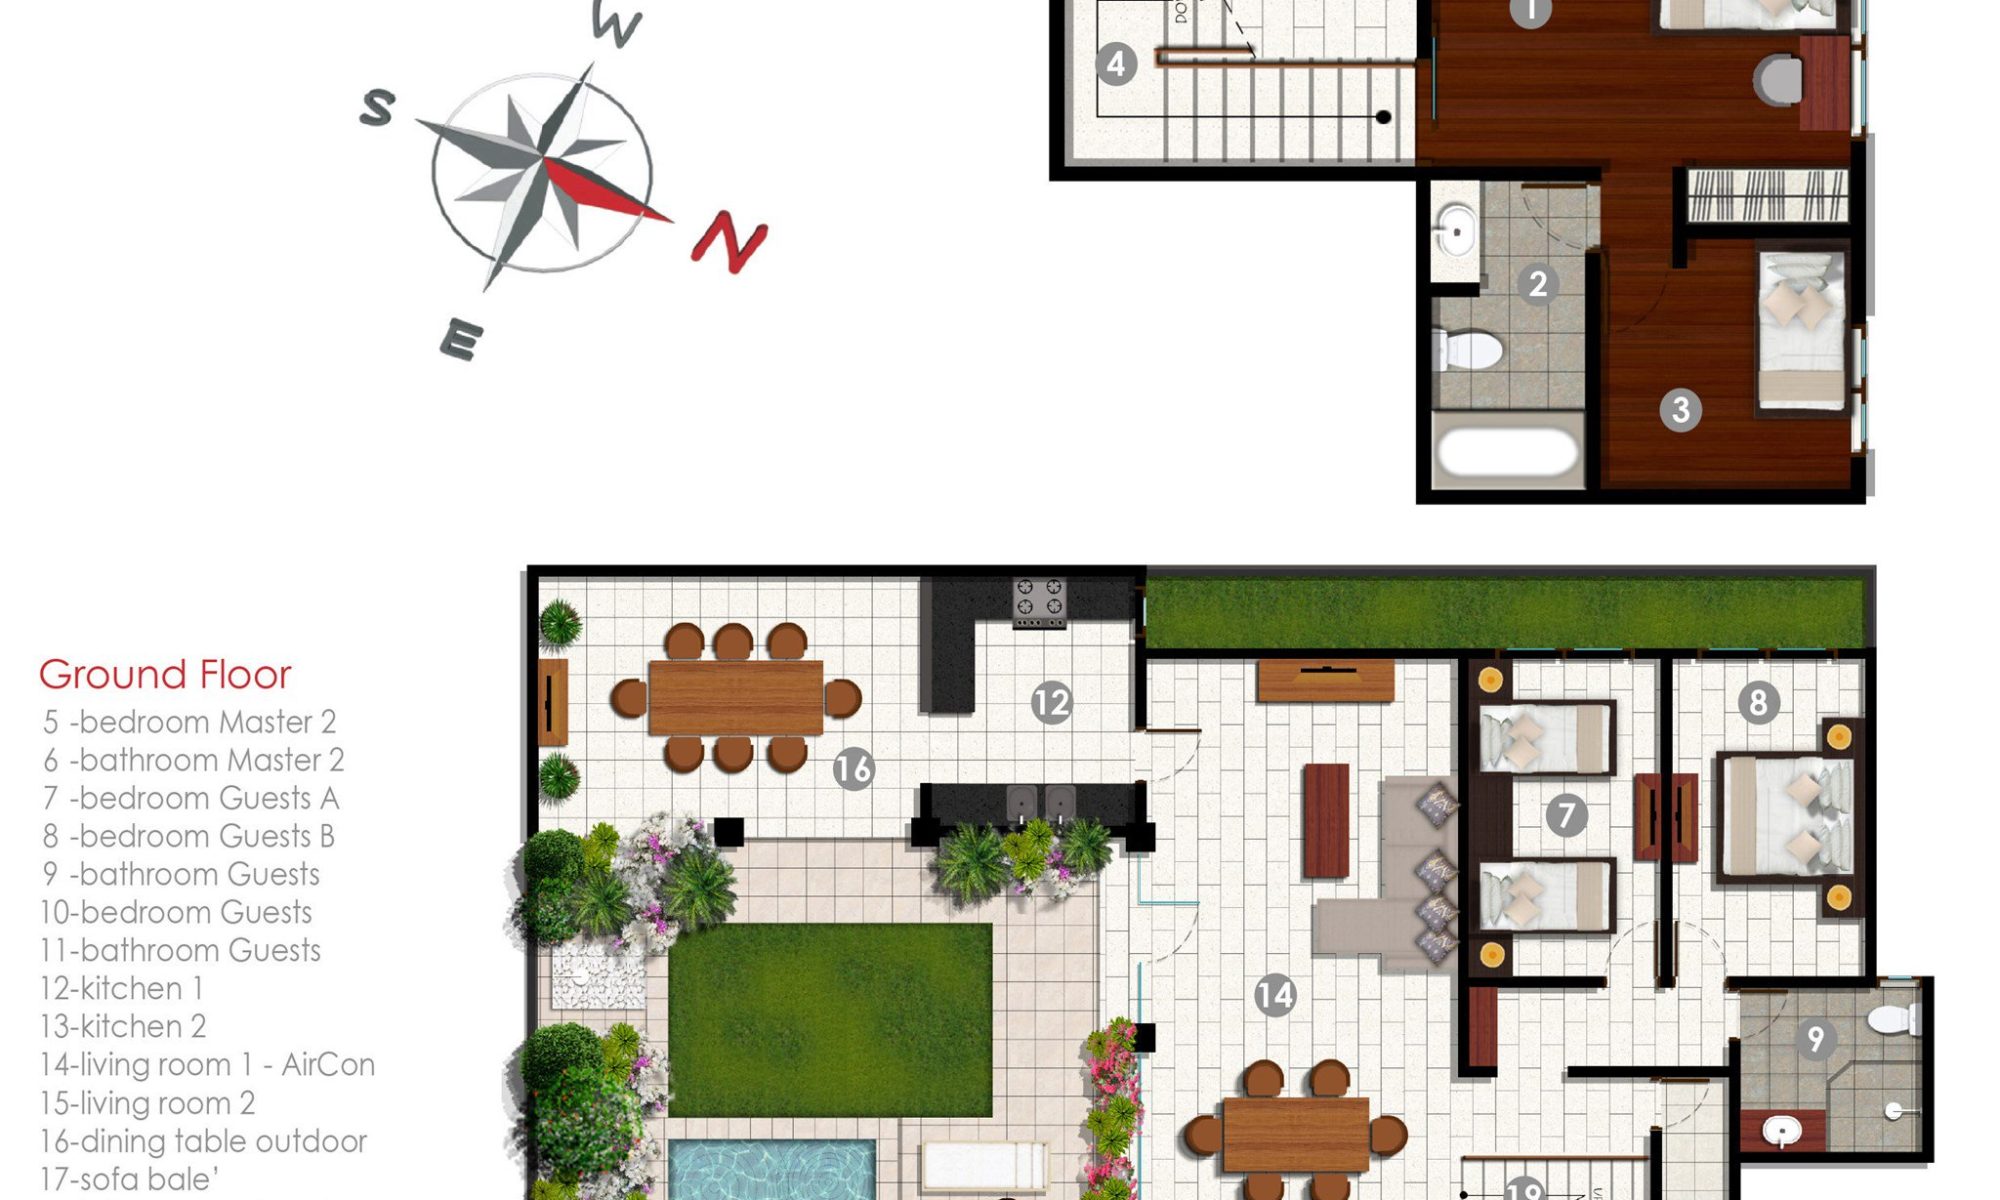 W
S
N
E
DO
1
4
2
3
Ground Floor
5 -bedroom Master 2
6 -bathroom Master 2
7 -bedroom Guests A
8 -bedroom Guests B
9 -bathroom Guests
10-bedroom Guests
11-bathroom Guests
12-kitchen 1
13-kitchen 2
14-living room 1 - AirCon
15-living room 2
16-dining table outdoor
17-sofa bale’
12
8
16
7
14
9
19